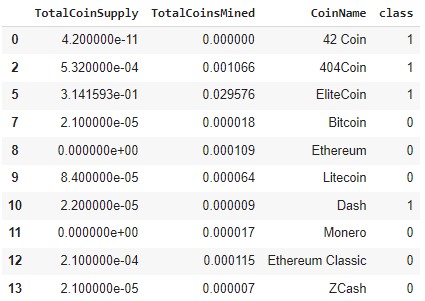 TotalCoinSupply TotalCoinsMined CoinName class
0 4.200000e-11 0.000000 42 Coin 1
2 5.320000e-04 0.001066 404Coin 1
5 3.141593e-01 0.029576 EliteCoin 1
7 2.100000e-05 0.000018 Bitcoin 0
8 0.000000e+00 0.000109 Ethereum 0
9 8.400000e-05 0.000064 Litecoin 0
10 2.200000e-05 0.000009 Dash 1
11 0.000000e+00 0.000017 Monero 0
12 2.100000e-04 0.000115 Ethereum Classic 0
13 2.100000e-05 0.000007 ZCash 0